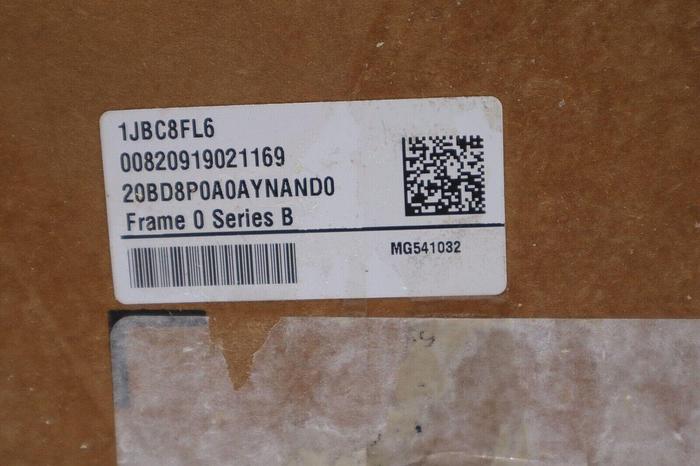 1JBC8FL6
00820919021169
20BD8P0A0AYNAND0
Frame 0 Series B
MG541032